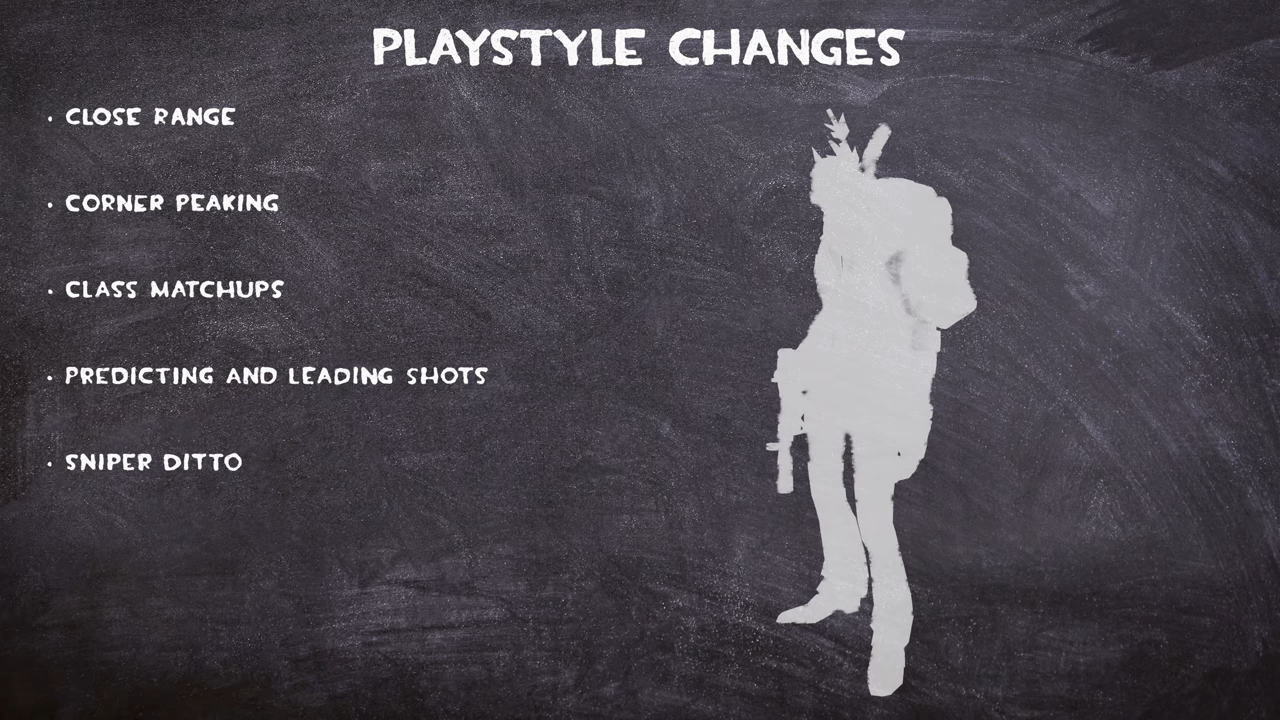 PLAYSTYLE CHANGES
· CLOSE RANGE
· CORNER PEAKING
· CLASS MATCHUPS
· PREDICTING AND LEADING SHOTS
· SNIPER DITTO